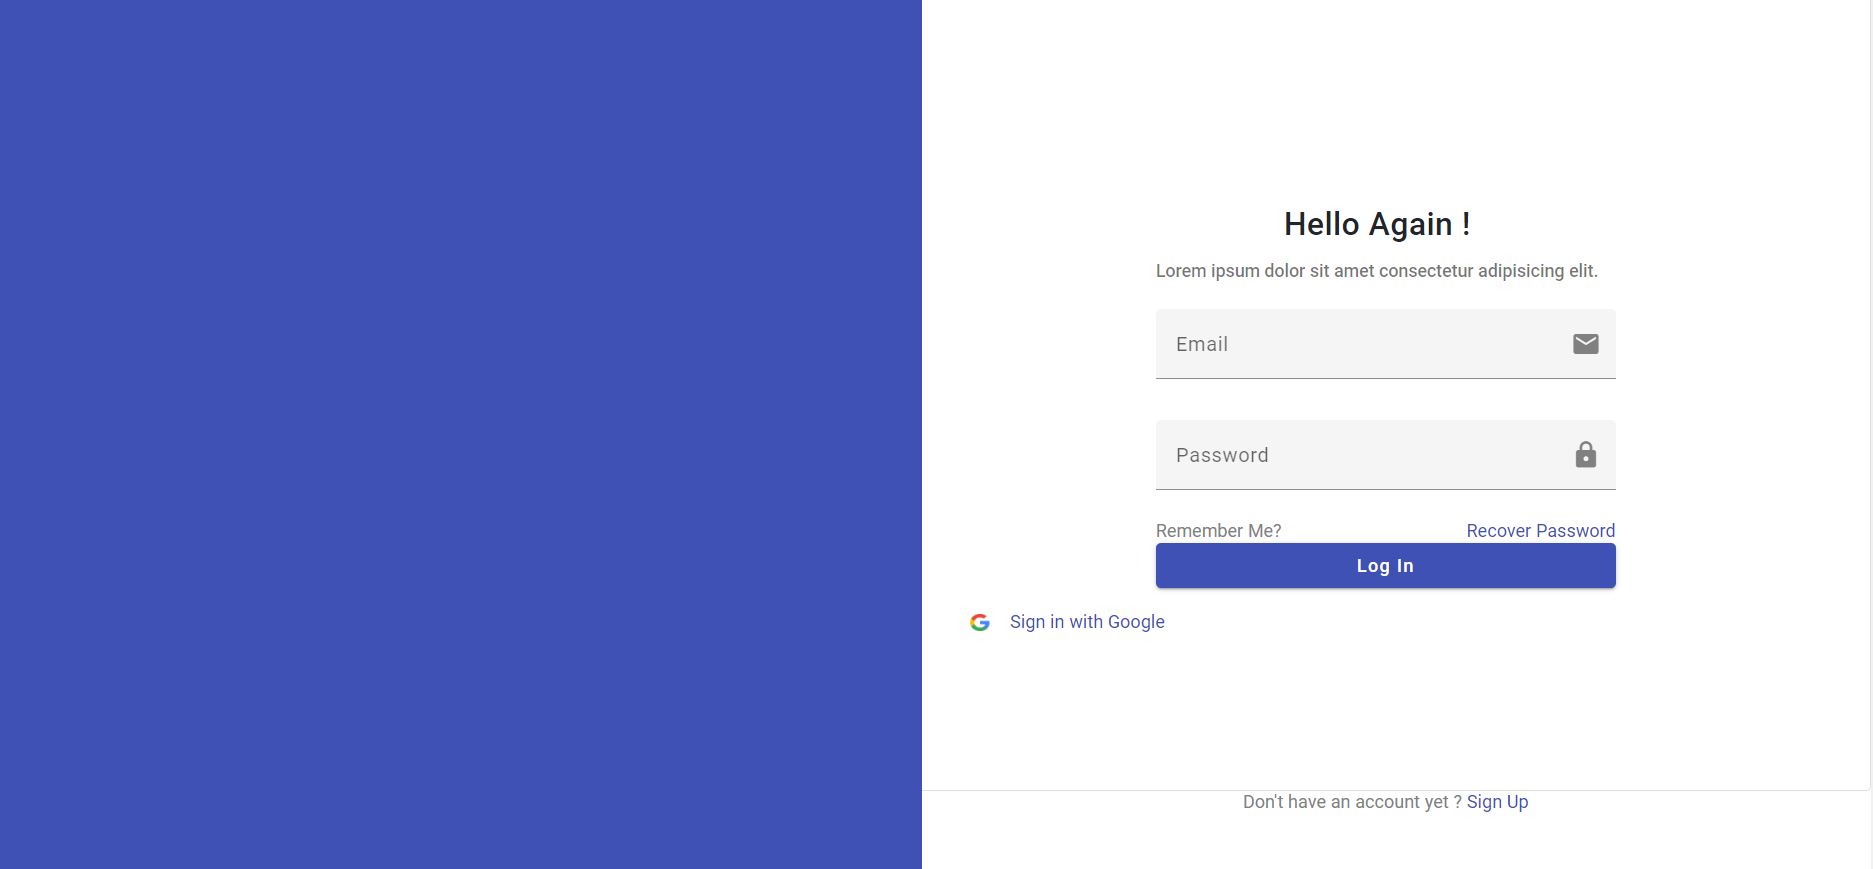 Hello Again !
Lorem ipsum dolor sit amet consectetur adipisicing elit.
Email
Password
Remember Me? Recover Password
Log In
Sign in with Google
Don't have an account yet ? Sign Up